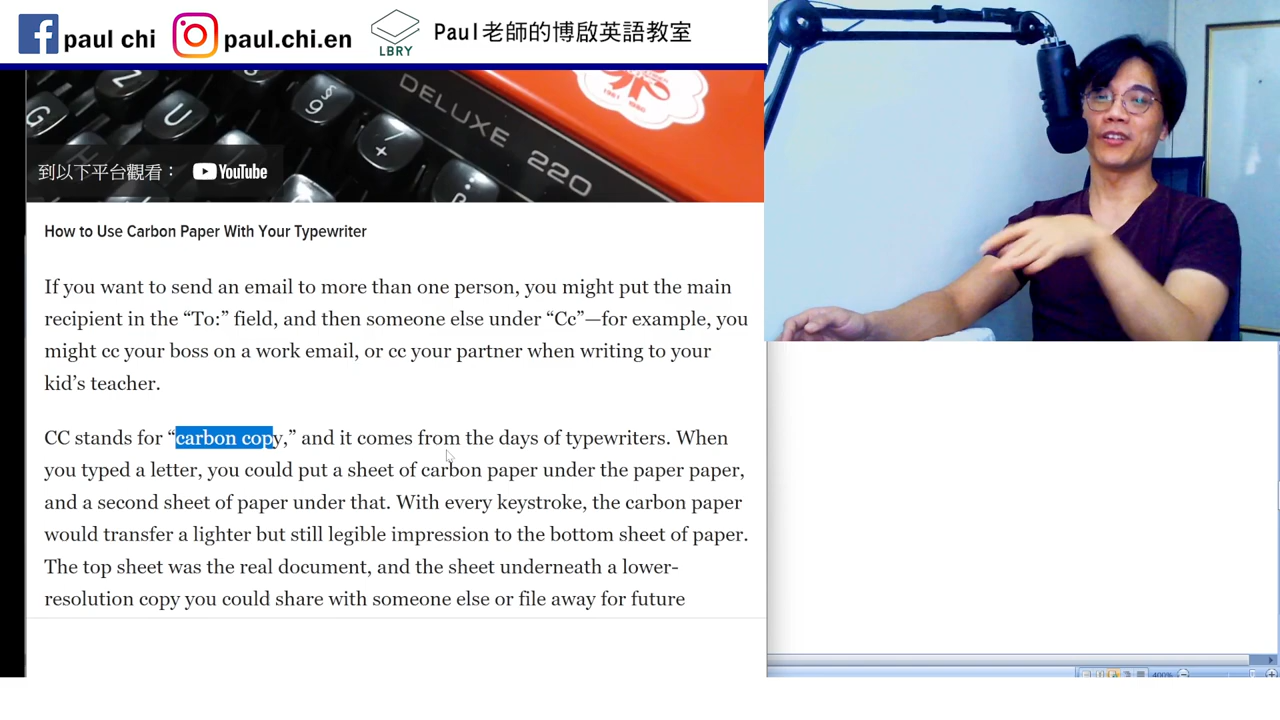 paul chi
paul.chi.en
LBRY
Paul老師的博啟英語教室
Z
G
U
§
9
/
+
DELUXE 220
到以下平台觀看：
YouTube
How to Use Carbon Paper With Your Typewriter
If you want to send an email to more than one person, you might put the main
recipient in the “To:” field, and then someone else under “Cc”—for example, you
might cc your boss on a work email, or cc your partner when writing to your
kid’s teacher.
CC stands for “carbon copy,” and it comes from the days of typewriters. When
you typed a letter, you could put a sheet of carbon paper under the paper paper,
and a second sheet of paper under that. With every keystroke, the carbon paper
would transfer a lighter but still legible impression to the bottom sheet of paper.
The top sheet was the real document, and the sheet underneath a lower-
resolution copy you could share with someone else or file away for future
400%